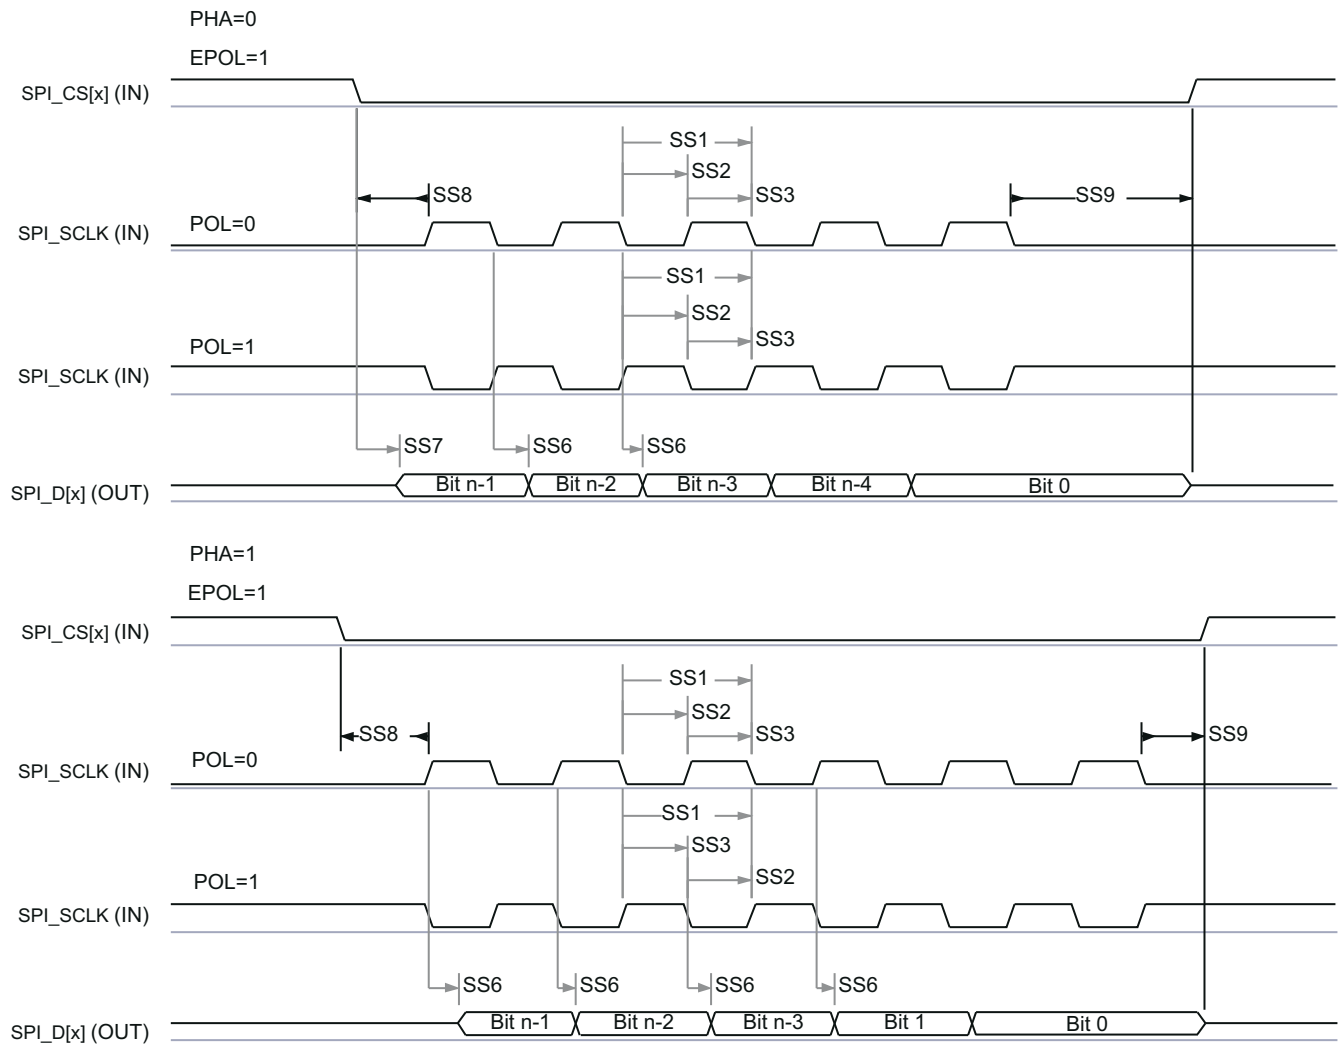 PHA=0
EPOL=1
SPI_CS[x] (IN)
SS1
SS2
SS8 SS3 SS9
POL=0
SPI_SCLK (IN)
SS1
SS2
SS3
POL=1
SPI_SCLK (IN)
SS7 SS6 SS6
SPI_D[x] (OUT) Bit n-1 Bit n-2 Bit n-3 Bit n-4 Bit 0
PHA=1
EPOL=1
SPI_CS[x] (IN)
SS1
SS2
SS8 SS3 SS9
POL=0
SPI_SCLK (IN)
SS1
SS3
SS2
POL=1
SPI_SCLK (IN)
SS6 SS6 SS6 SS6
SPI_D[x] (OUT) Bit n-1 Bit n-2 Bit n-3 Bit 1 Bit 0